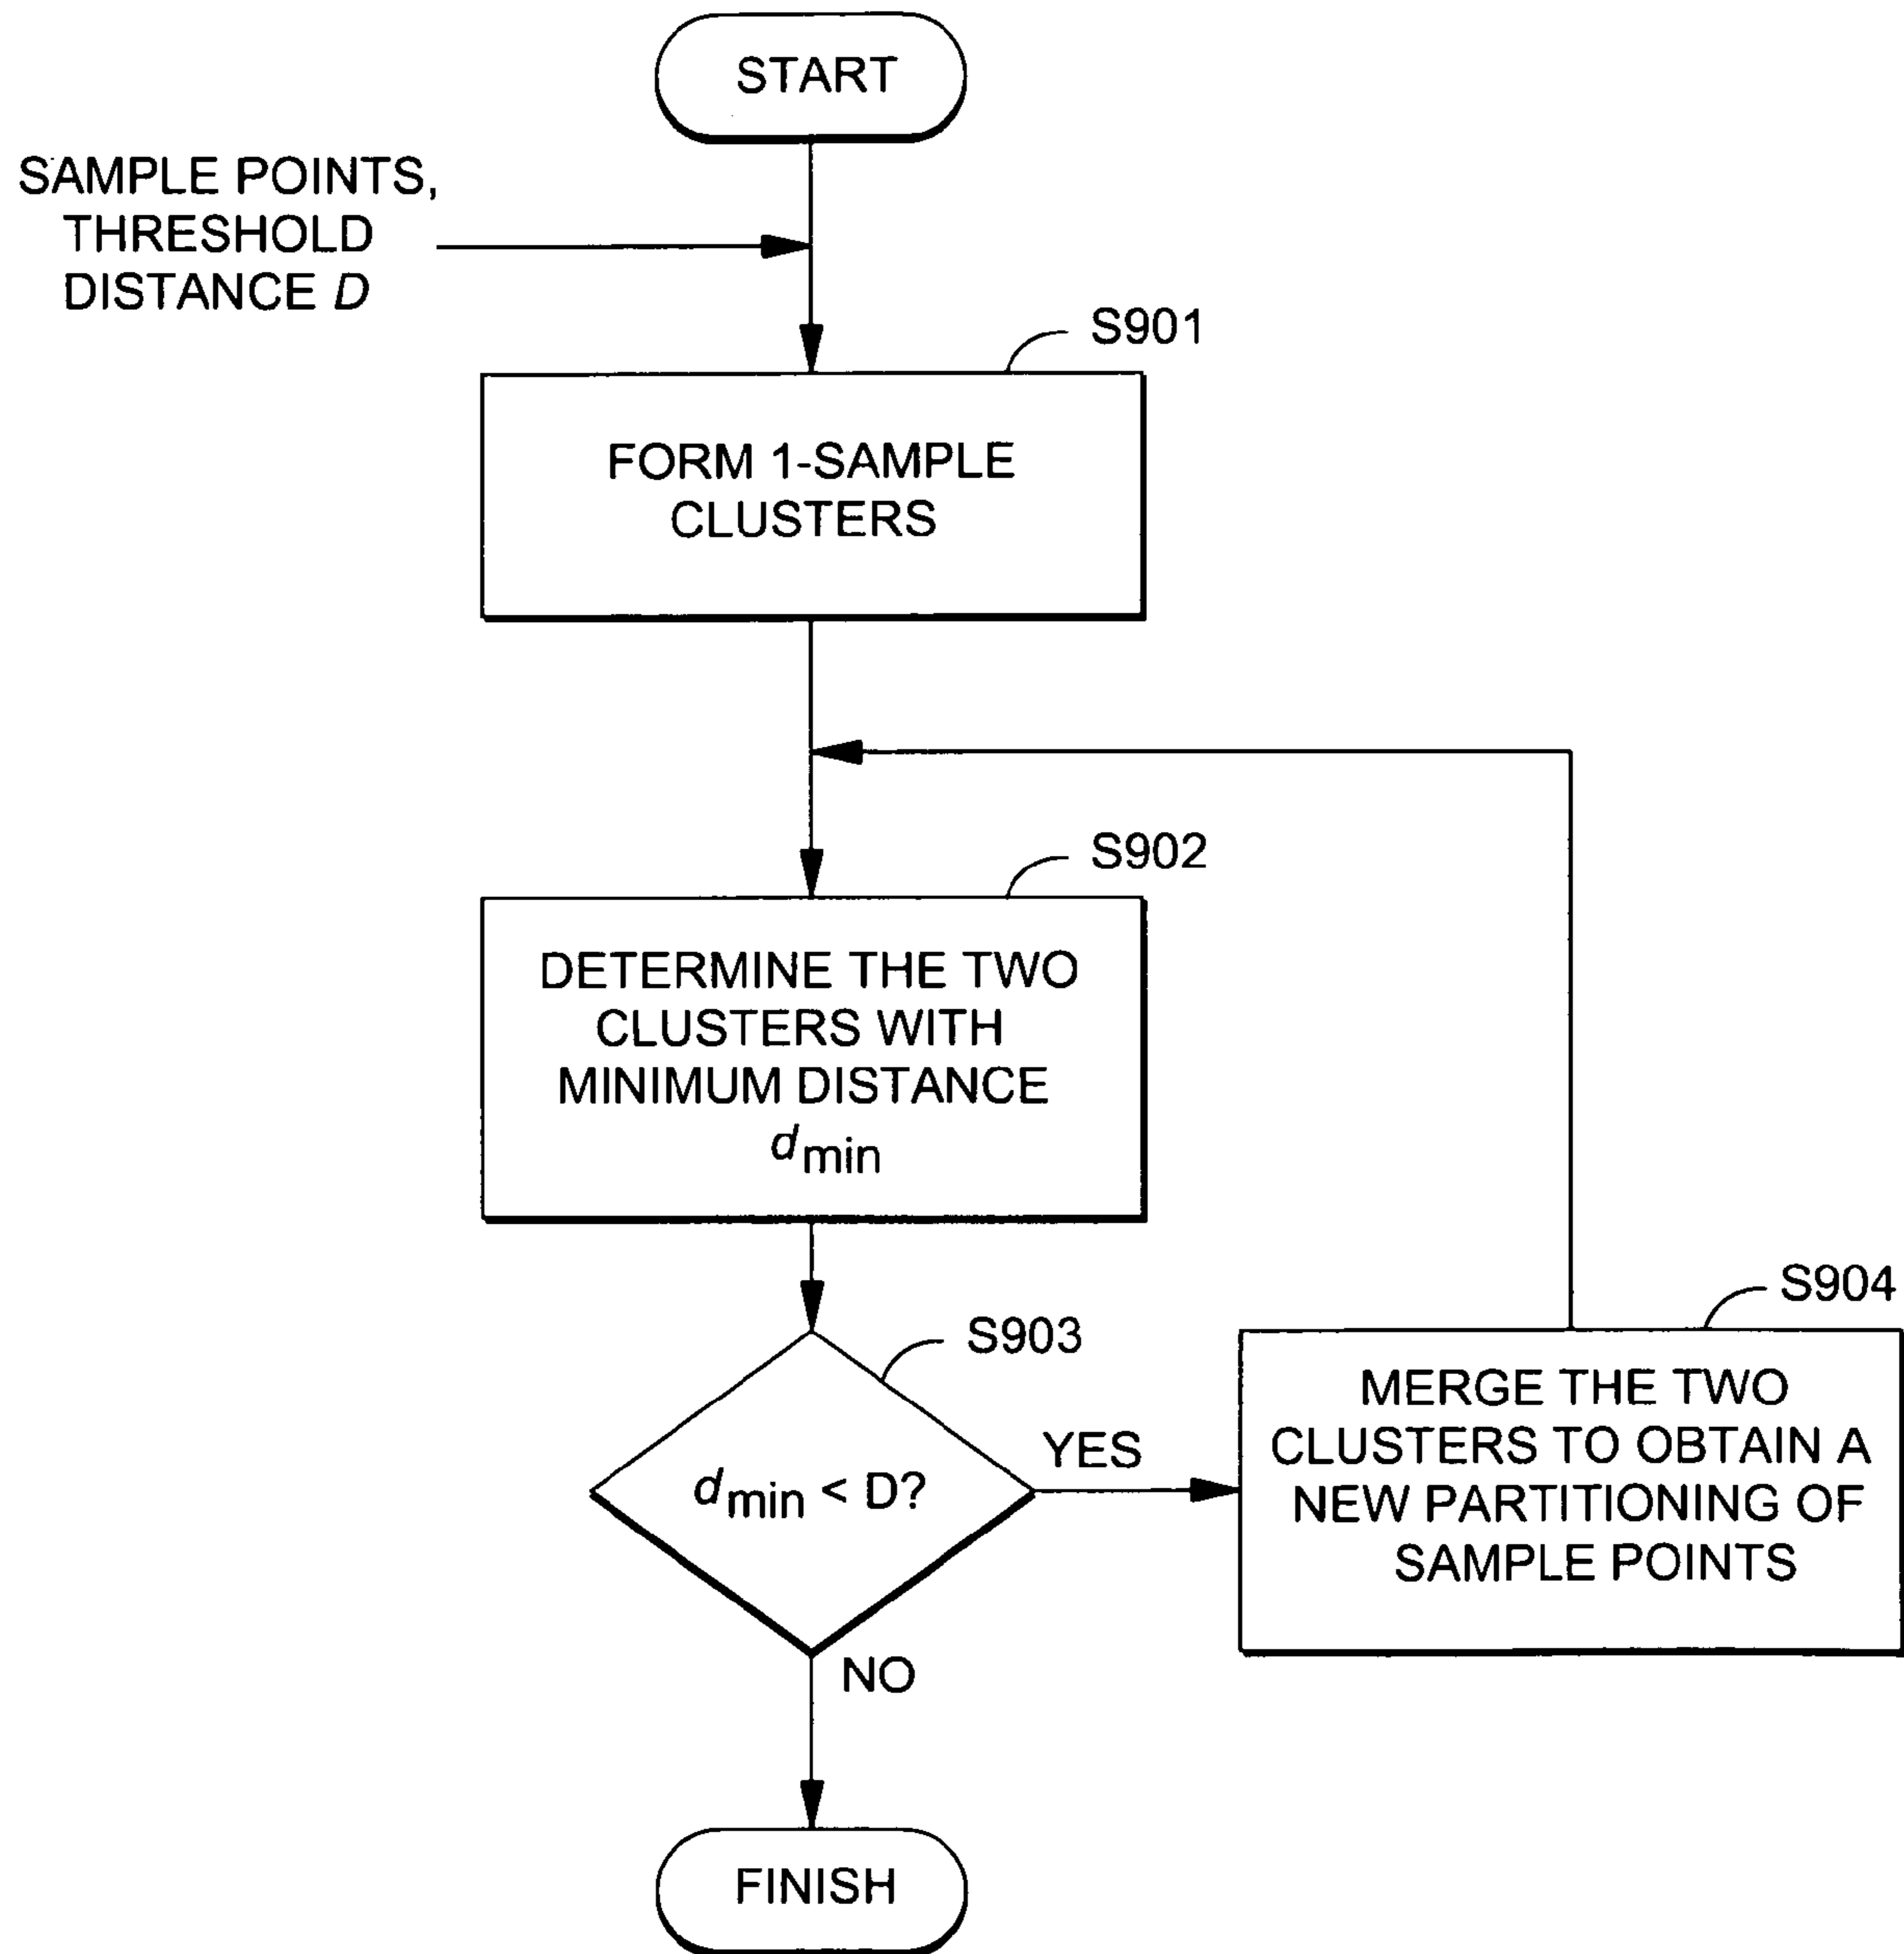 START
SAMPLE POINTS,
THRESHOLD
DISTANCE D
S901
FORM 1-SAMPLE
CLUSTERS
S902
DETERMINE THE TWO
CLUSTERS WITH
MINIMUM DISTANCE
dmin
S903
dmin < D?
YES
NO
S904
MERGE THE TWO
CLUSTERS TO OBTAIN A
NEW PARTITIONING OF
SAMPLE POINTS
FINISH